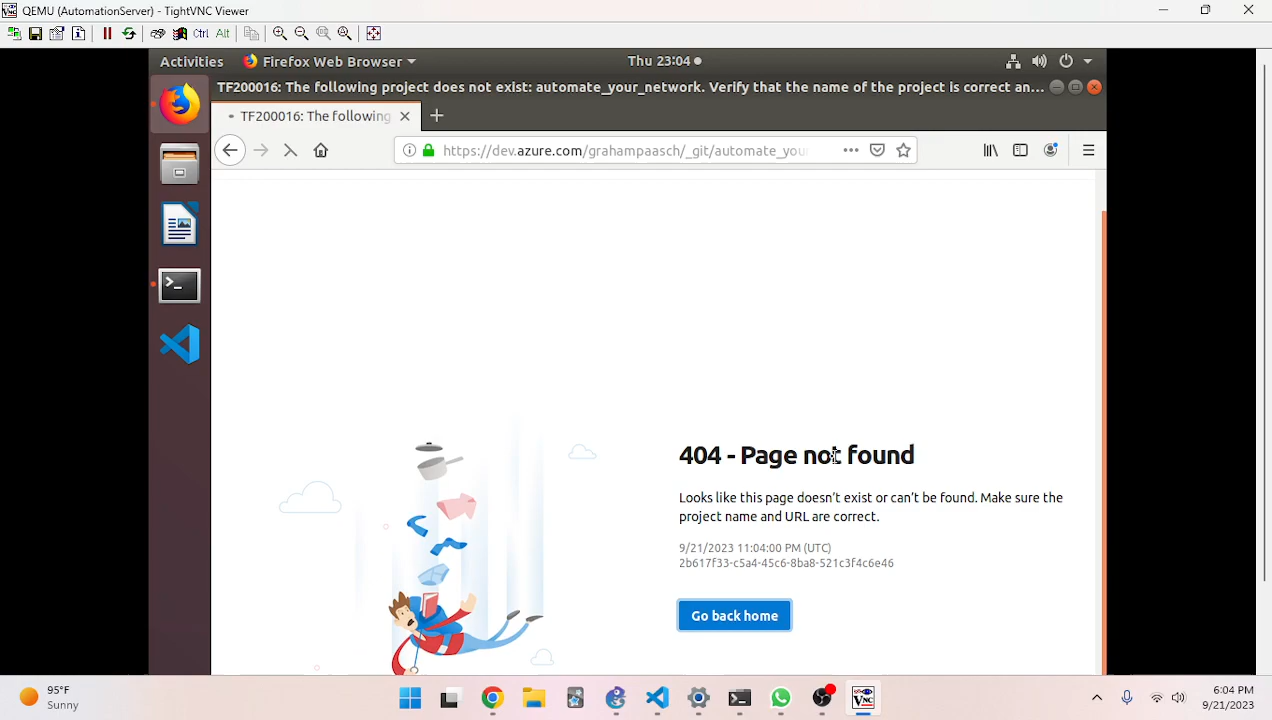 QEMU (AutomationServer) - TightVNC Viewer
Ctrl Alt
Activities
Firefox Web Browser
Thu 23:04
TF200016: The following project does not exist: automate_your_network. Verify that the name of the project is correct an...
TF200016: The following
https://dev.azure.com/grahampaasch/_git/automate_you
404 - Page not found
Looks like this page doesn't exist or can't be found. Make sure the
project name and URL are correct.
9/21/2023 11:04:00 PM (UTC)
2b617f33-c5a4-45c6-8ba8-521c3f4c6e46
Go back home
95°F
Sunny
6:04 PM
9/21/2023